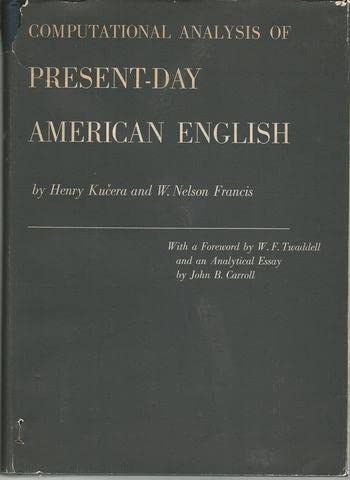 COMPUTATIONAL ANALYSIS OF
PRESENT-DAY
AMERICAN ENGLISH
by Henry Kučera and W. Nelson Francis
With a Foreword by W. F. Twaddell
and an Analytical Essay
by John B. Carroll